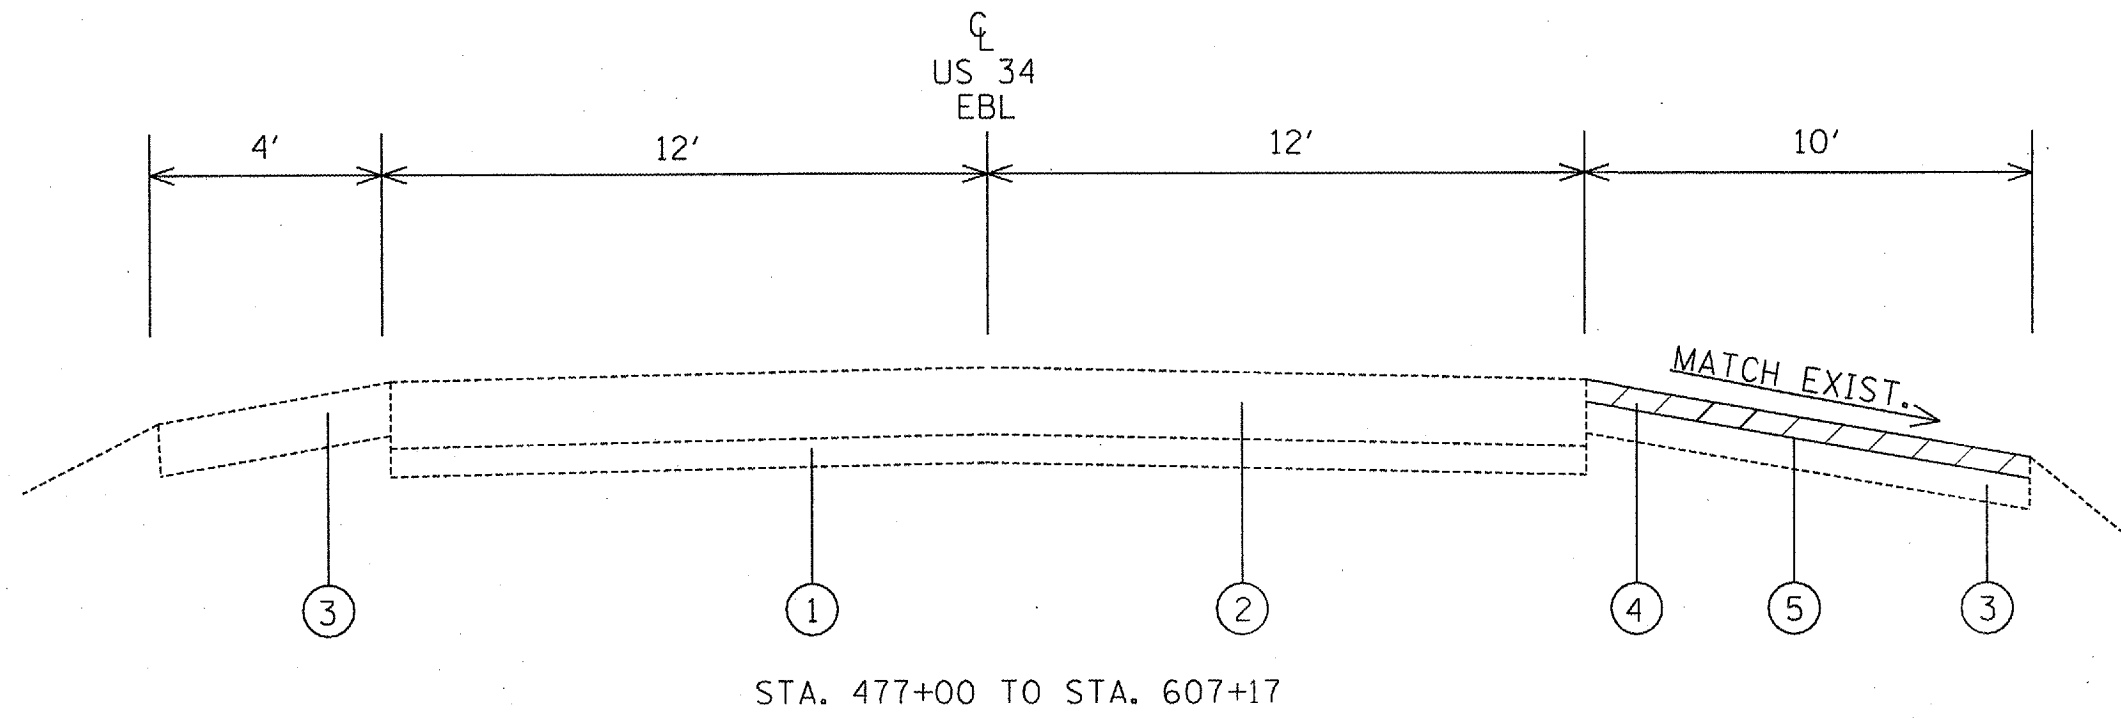 ℄
US 34
EBL
4' 12' 12' 10'
MATCH EXIST.
3 1 2 4 5 3
STA. 477+00 TO STA. 607+17